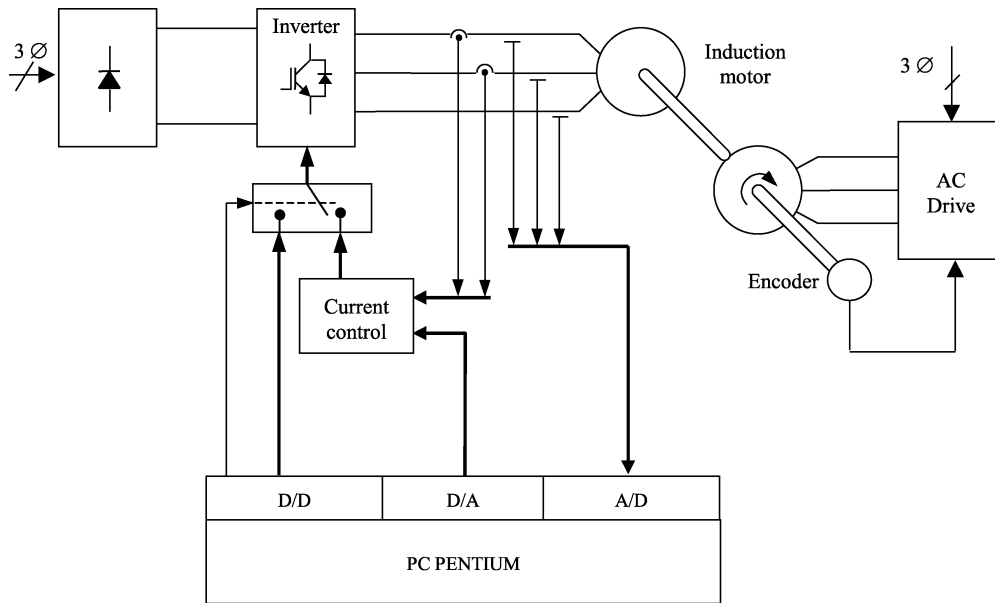 3 ∅
Inverter
Induction
motor
3 ∅
AC
Drive
Encoder
Current
control
D/D
D/A
A/D
PC PENTIUM